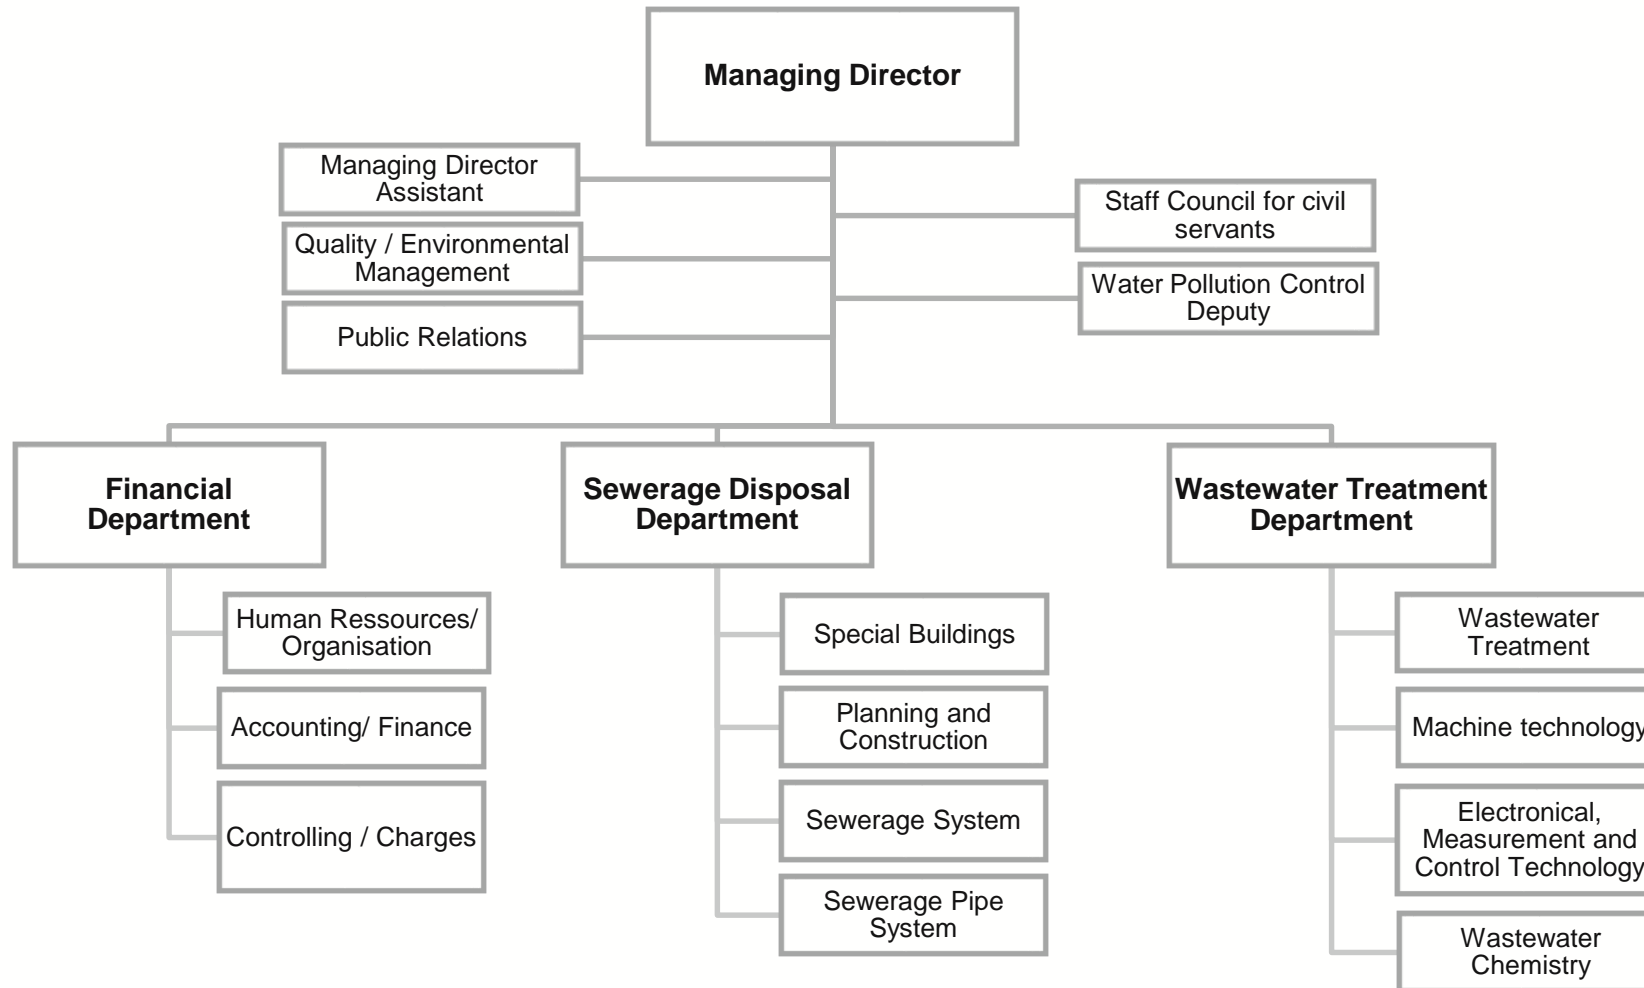 Managing Director
Managing Director
Assistant
Staff Council for civil
servants
Quality / Environmental
Management
Water Pollution Control
Deputy
Public Relations
Financial
Department
Sewerage Disposal
Department
Wastewater Treatment
Department
Human Ressources/
Organisation
Accounting/ Finance
Controlling / Charges
Special Buildings
Planning and
Construction
Sewerage System
Sewerage Pipe
System
Wastewater
Treatment
Machine technology
Electronical,
Measurement and
Control Technology
Wastewater
Chemistry